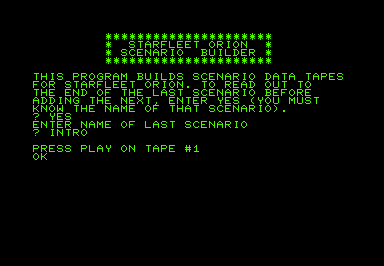 *********************
* STARFLEET ORION *
* SCENARIO BUILDER *
*********************
THIS PROGRAM BUILDS SCENARIO DATA TAPES
FOR STARFLEET ORION. TO READ OUT TO
THE END OF THE LAST SCENARIO BEFORE
ADDING THE NEXT, ENTER YES (YOU MUST
KNOW THE NAME OF THAT SCENARIO).
? YES
ENTER NAME OF LAST SCENARIO
? INTRO
PRESS PLAY ON TAPE #1
OK